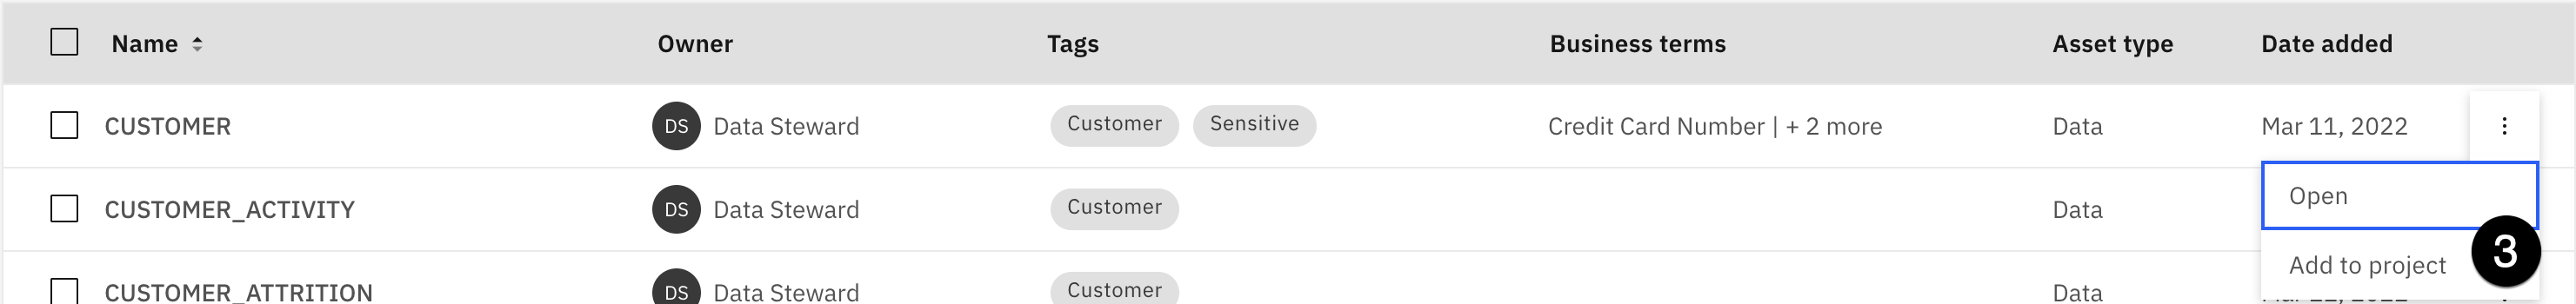 Name Owner Tags Business terms Asset type Date added
CUSTOMER DS Data Steward Customer Sensitive Credit Card Number | + 2 more Data Mar 11, 2022
Open
CUSTOMER_ACTIVITY DS Data Steward Customer Data
3
Add to project
CUSTOMER_ATTRITION DS Data Steward Customer Data